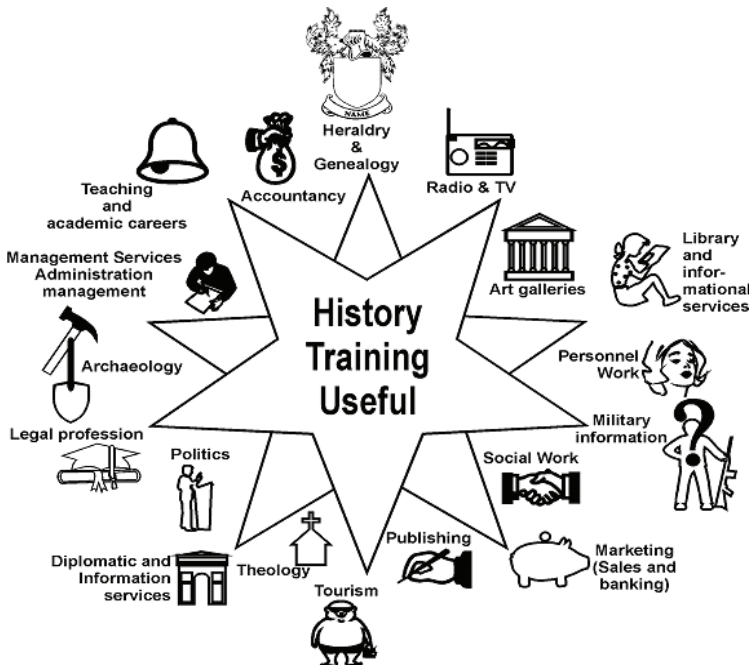 NAME
Heraldry
&
Genealogy
Radio & TV
Accountancy
$
Teaching
and
academic careers
Management Services
Administration
management
Art galleries
Library
and
infor-
mational
services
History
Training
Useful
Archaeology
Personnel
Work
Legal profession
Politics
Military
information
?
Social Work
Diplomatic and
Information
services
Theology
Publishing
Marketing
(Sales and
banking)
Tourism